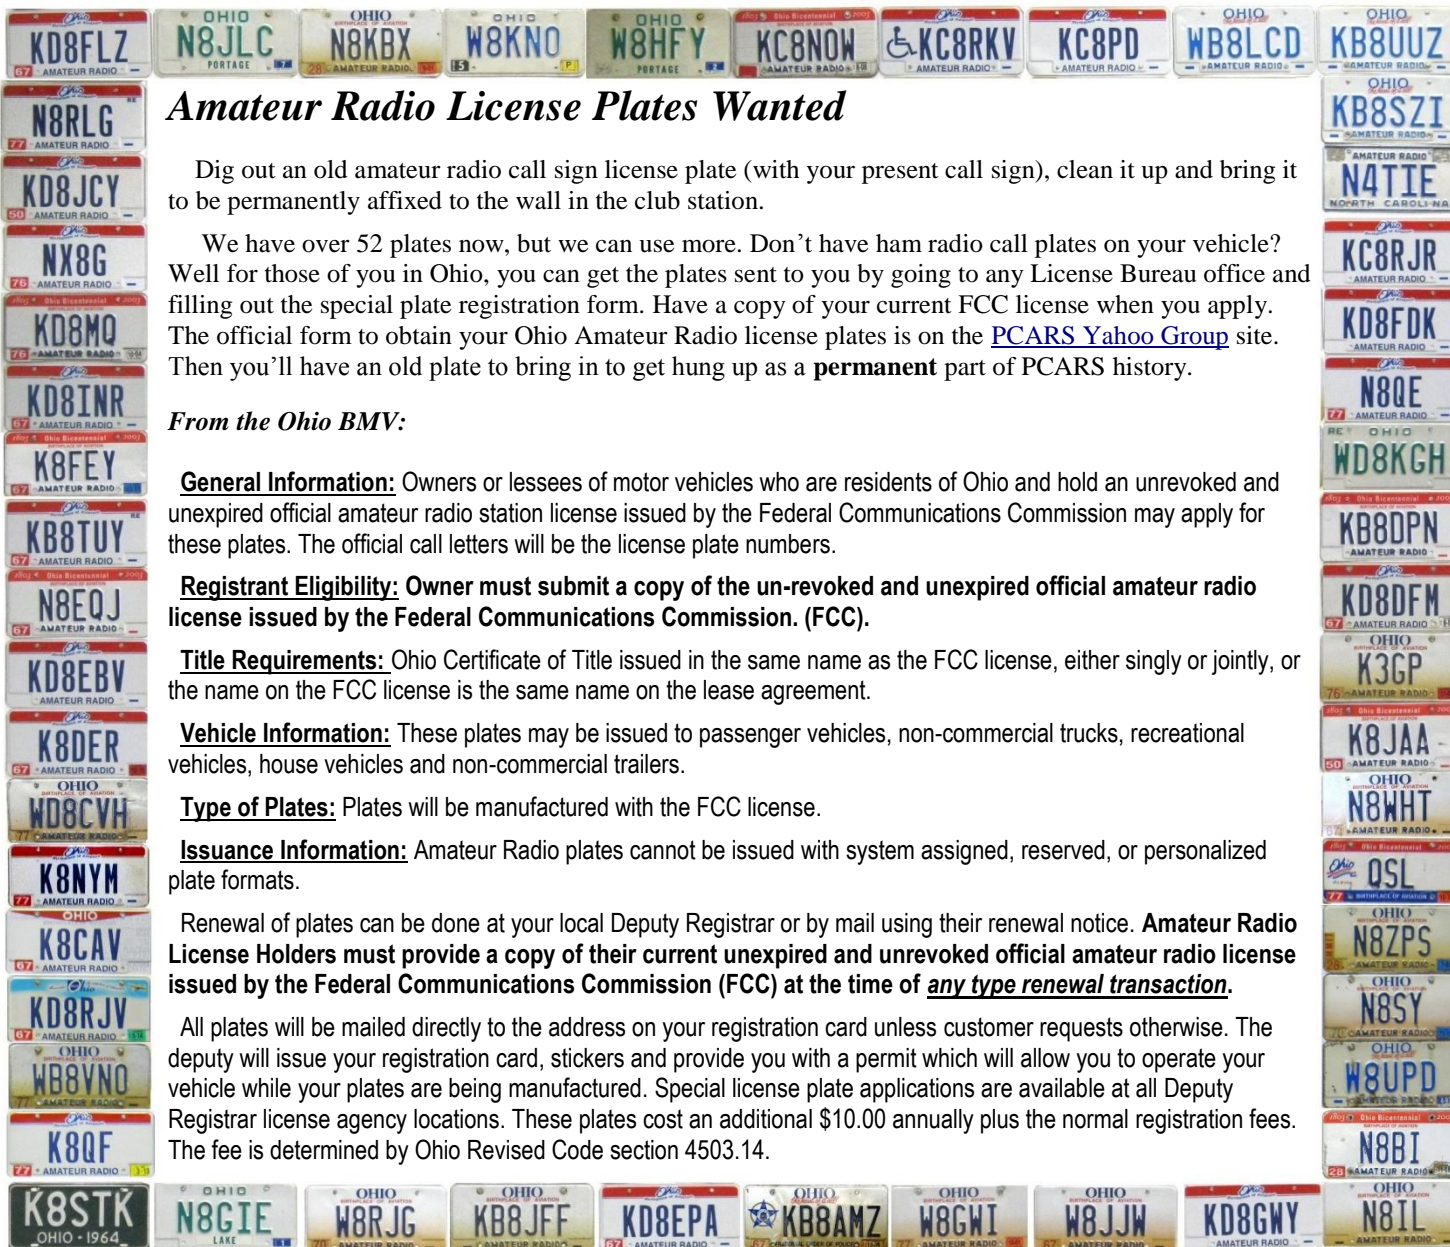 KD8FLZ N8JLC N8KBX W8KNO W8HFY KC8NOW KC8RKV KC8PD WB8LCD KB8UUZ
Amateur Radio License Plates Wanted
Dig out an old amateur radio call sign license plate (with your present call sign), clean it up and bring it
to be permanently affixed to the wall in the club station.
We have over 52 plates now, but we can use more. Don’t have ham radio call plates on your vehicle?
Well for those of you in Ohio, you can get the plates sent to you by going to any License Bureau office and
filling out the special plate registration form. Have a copy of your current FCC license when you apply.
The official form to obtain your Ohio Amateur Radio license plates is on the PCARS Yahoo Group site.
Then you’ll have an old plate to bring in to get hung up as a permanent part of PCARS history.
From the Ohio BMV:
General Information: Owners or lessees of motor vehicles who are residents of Ohio and hold an unrevoked and
unexpired official amateur radio station license issued by the Federal Communications Commission may apply for
these plates. The official call letters will be the license plate numbers.
Registrant Eligibility: Owner must submit a copy of the un-revoked and unexpired official amateur radio
license issued by the Federal Communications Commission. (FCC).
Title Requirements: Ohio Certificate of Title issued in the same name as the FCC license, either singly or jointly, or
the name on the FCC license is the same name on the lease agreement.
Vehicle Information: These plates may be issued to passenger vehicles, non-commercial trucks, recreational
vehicles, house vehicles and non-commercial trailers.
Type of Plates: Plates will be manufactured with the FCC license.
Issuance Information: Amateur Radio plates cannot be issued with system assigned, reserved, or personalized
plate formats.
Renewal of plates can be done at your local Deputy Registrar or by mail using their renewal notice. Amateur Radio
License Holders must provide a copy of their current unexpired and unrevoked official amateur radio license
issued by the Federal Communications Commission (FCC) at the time of any type renewal transaction.
All plates will be mailed directly to the address on your registration card unless customer requests otherwise. The
deputy will issue your registration card, stickers and provide you with a permit which will allow you to operate your
vehicle while your plates are being manufactured. Special license plate applications are available at all Deputy
Registrar license agency locations. These plates cost an additional $10.00 annually plus the normal registration fees.
The fee is determined by Ohio Revised Code section 4503.14.
N8RLG
KD8JCY
NX8G
KD8MQ
KD8INR
K8FEY
KB8TUY
N8EQJ
KD8EBV
K8DER
WD8CVH
K8NYM
K8CAV
KD8RJV
WB8VNO
K8QF
KB8SZI
AMATEUR RADIO
N4TIE
NORTH CAROLINA
KC8RJR
KD8FDK
N8QE
WD8KGH
KB8DPN
KD8DFM
K3GP
K8JAA
N8WHT
QSL
N8ZPS
N8SY
W8UPD
N8BI
K8STK N8GIE W8RJG KB8JFF KD8EPA KB8AMZ W8GWI W8JJW KD8GWY N8IL
OHIO - 1964 LAKE